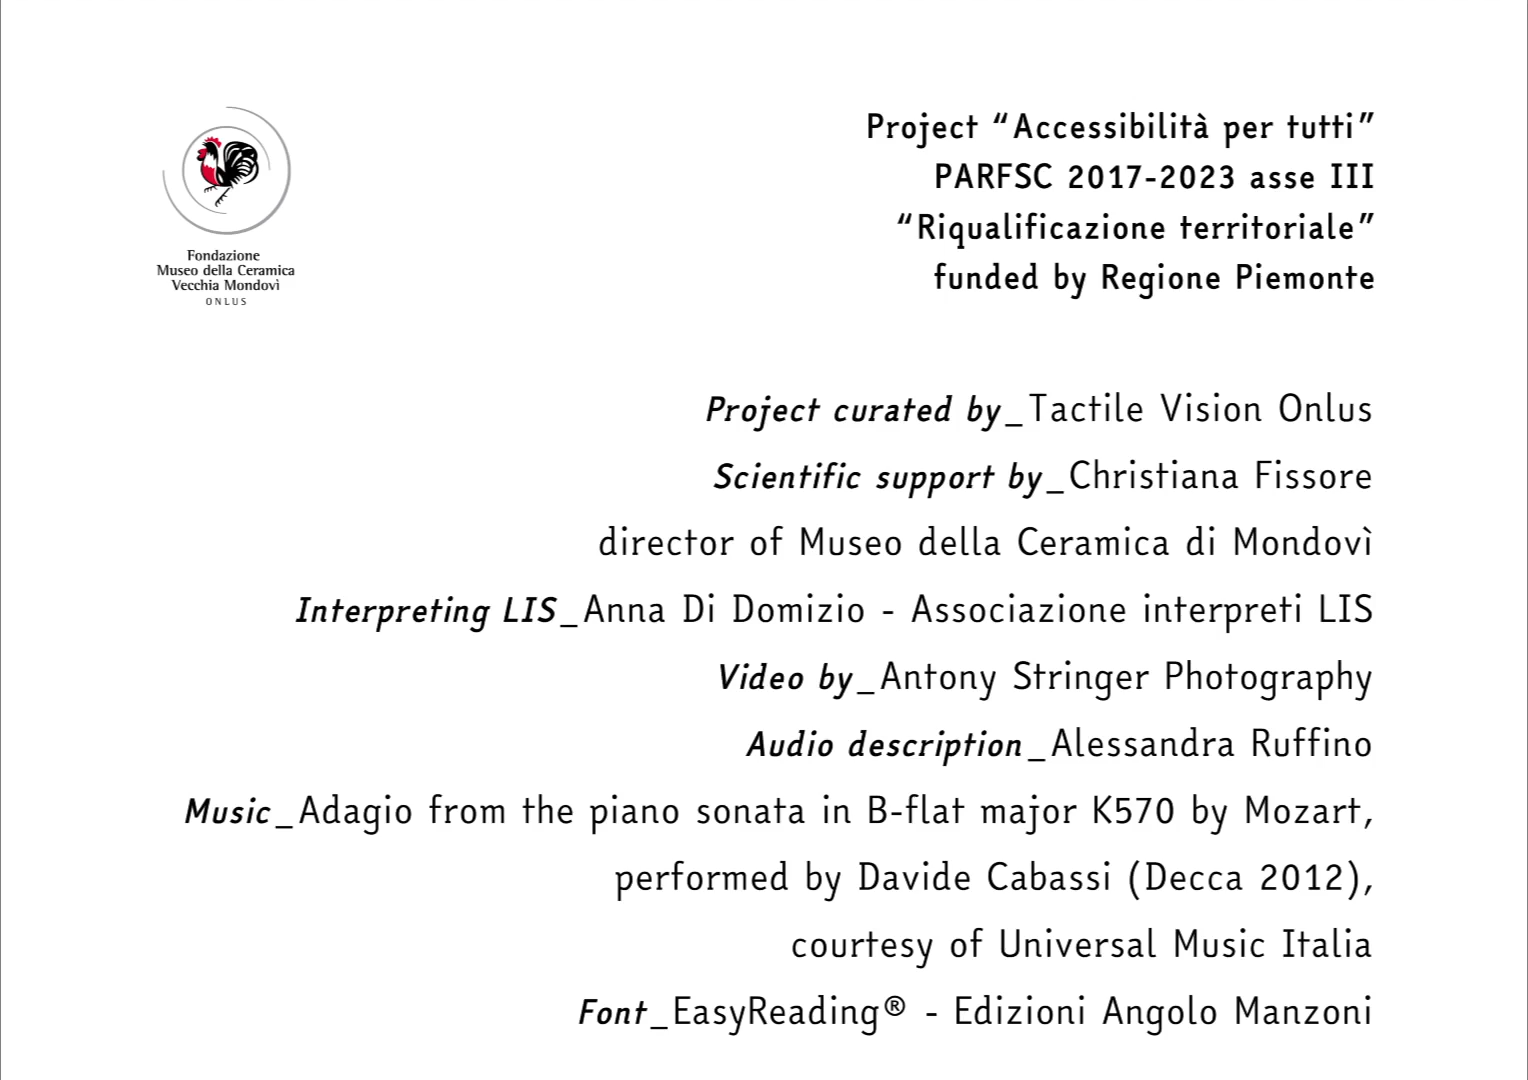 Fondazione
Museo della Ceramica
Vecchia Mondovì
ONLUS
Project “Accessibilità per tutti”
PARFSC 2017-2023 asse III
“Riqualificazione territoriale”
funded by Regione Piemonte
Project curated by_Tactile Vision Onlus
Scientific support by_Christiana Fissore
director of Museo della Ceramica di Mondovì
Interpreting LIS_Anna Di Domizio - Associazione interpreti LIS
Video by_Antony Stringer Photography
Audio description_Alessandra Ruffino
Music_Adagio from the piano sonata in B-flat major K570 by Mozart,
performed by Davide Cabassi (Decca 2012),
courtesy of Universal Music Italia
Font_EasyReading® - Edizioni Angolo Manzoni